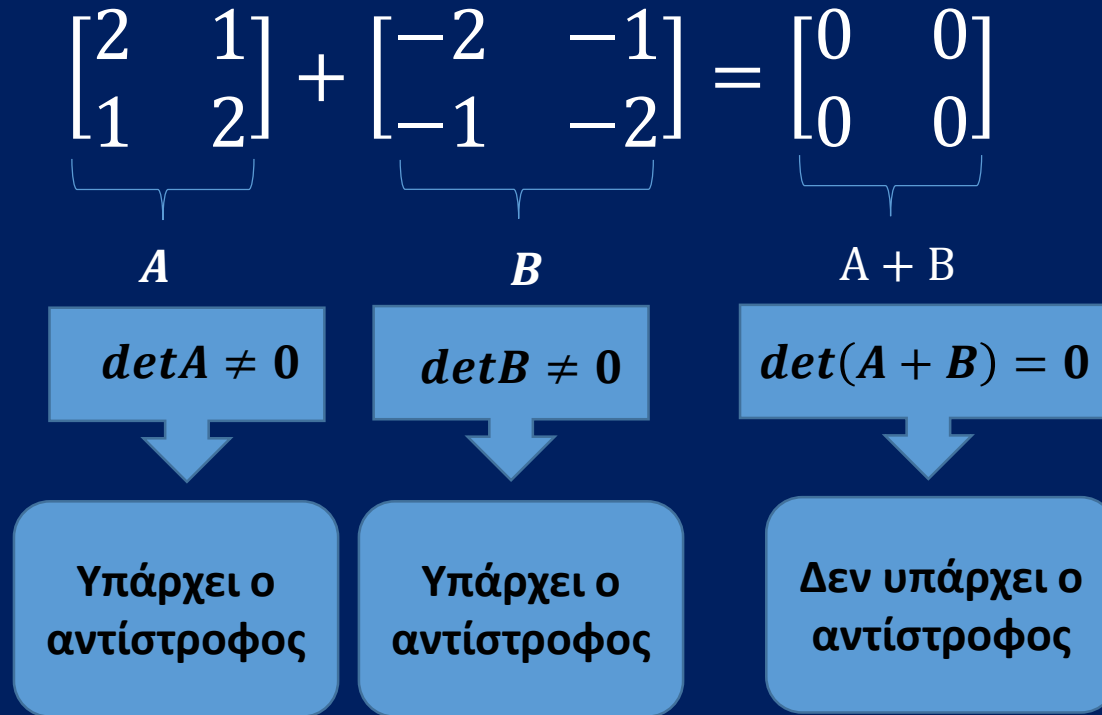 [2 1
1 2] + [−2 −1
−1 −2] = [0 0
0 0]
A B A + B
detA ≠ 0
detB ≠ 0
det(A + B) = 0
Υπάρχει ο
αντίστροφος
Υπάρχει ο
αντίστροφος
Δεν υπάρχει ο
αντίστροφος